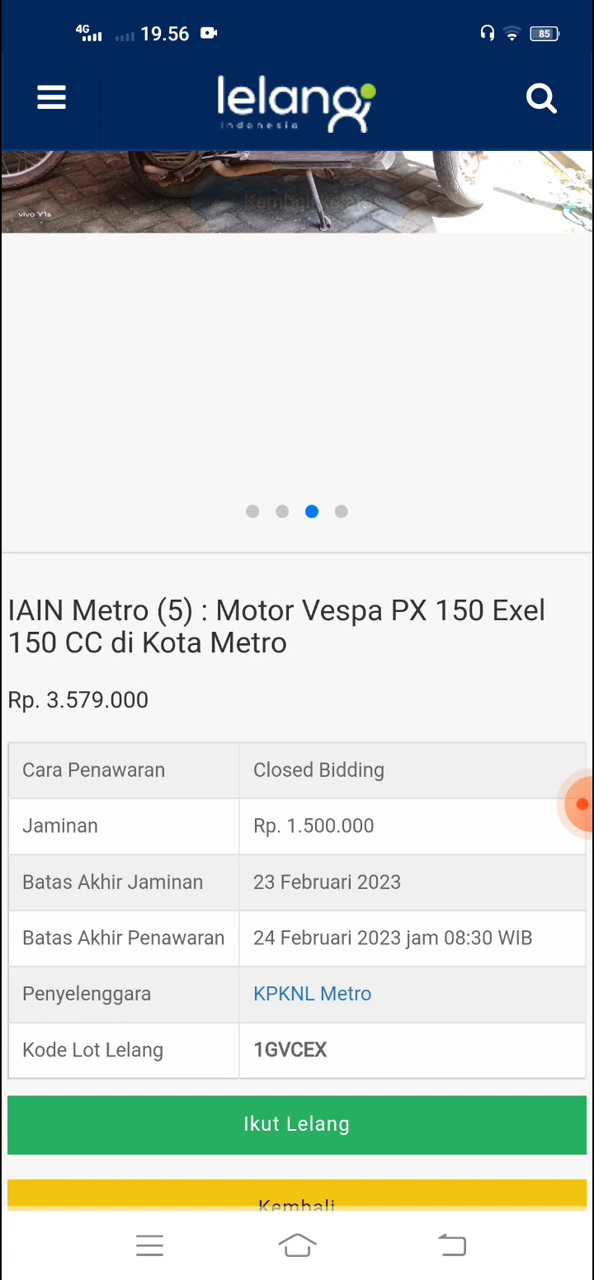 4G
19.56
85
lelang
Indonesia
vivo Y1s
IAIN Metro (5) : Motor Vespa PX 150 Exel
150 CC di Kota Metro
Rp. 3.579.000
Cara Penawaran Closed Bidding
Jaminan Rp. 1.500.000
Batas Akhir Jaminan 23 Februari 2023
Batas Akhir Penawaran 24 Februari 2023 jam 08:30 WIB
Penyelenggara KPKNL Metro
Kode Lot Lelang 1GVCEX
Ikut Lelang
Kembali